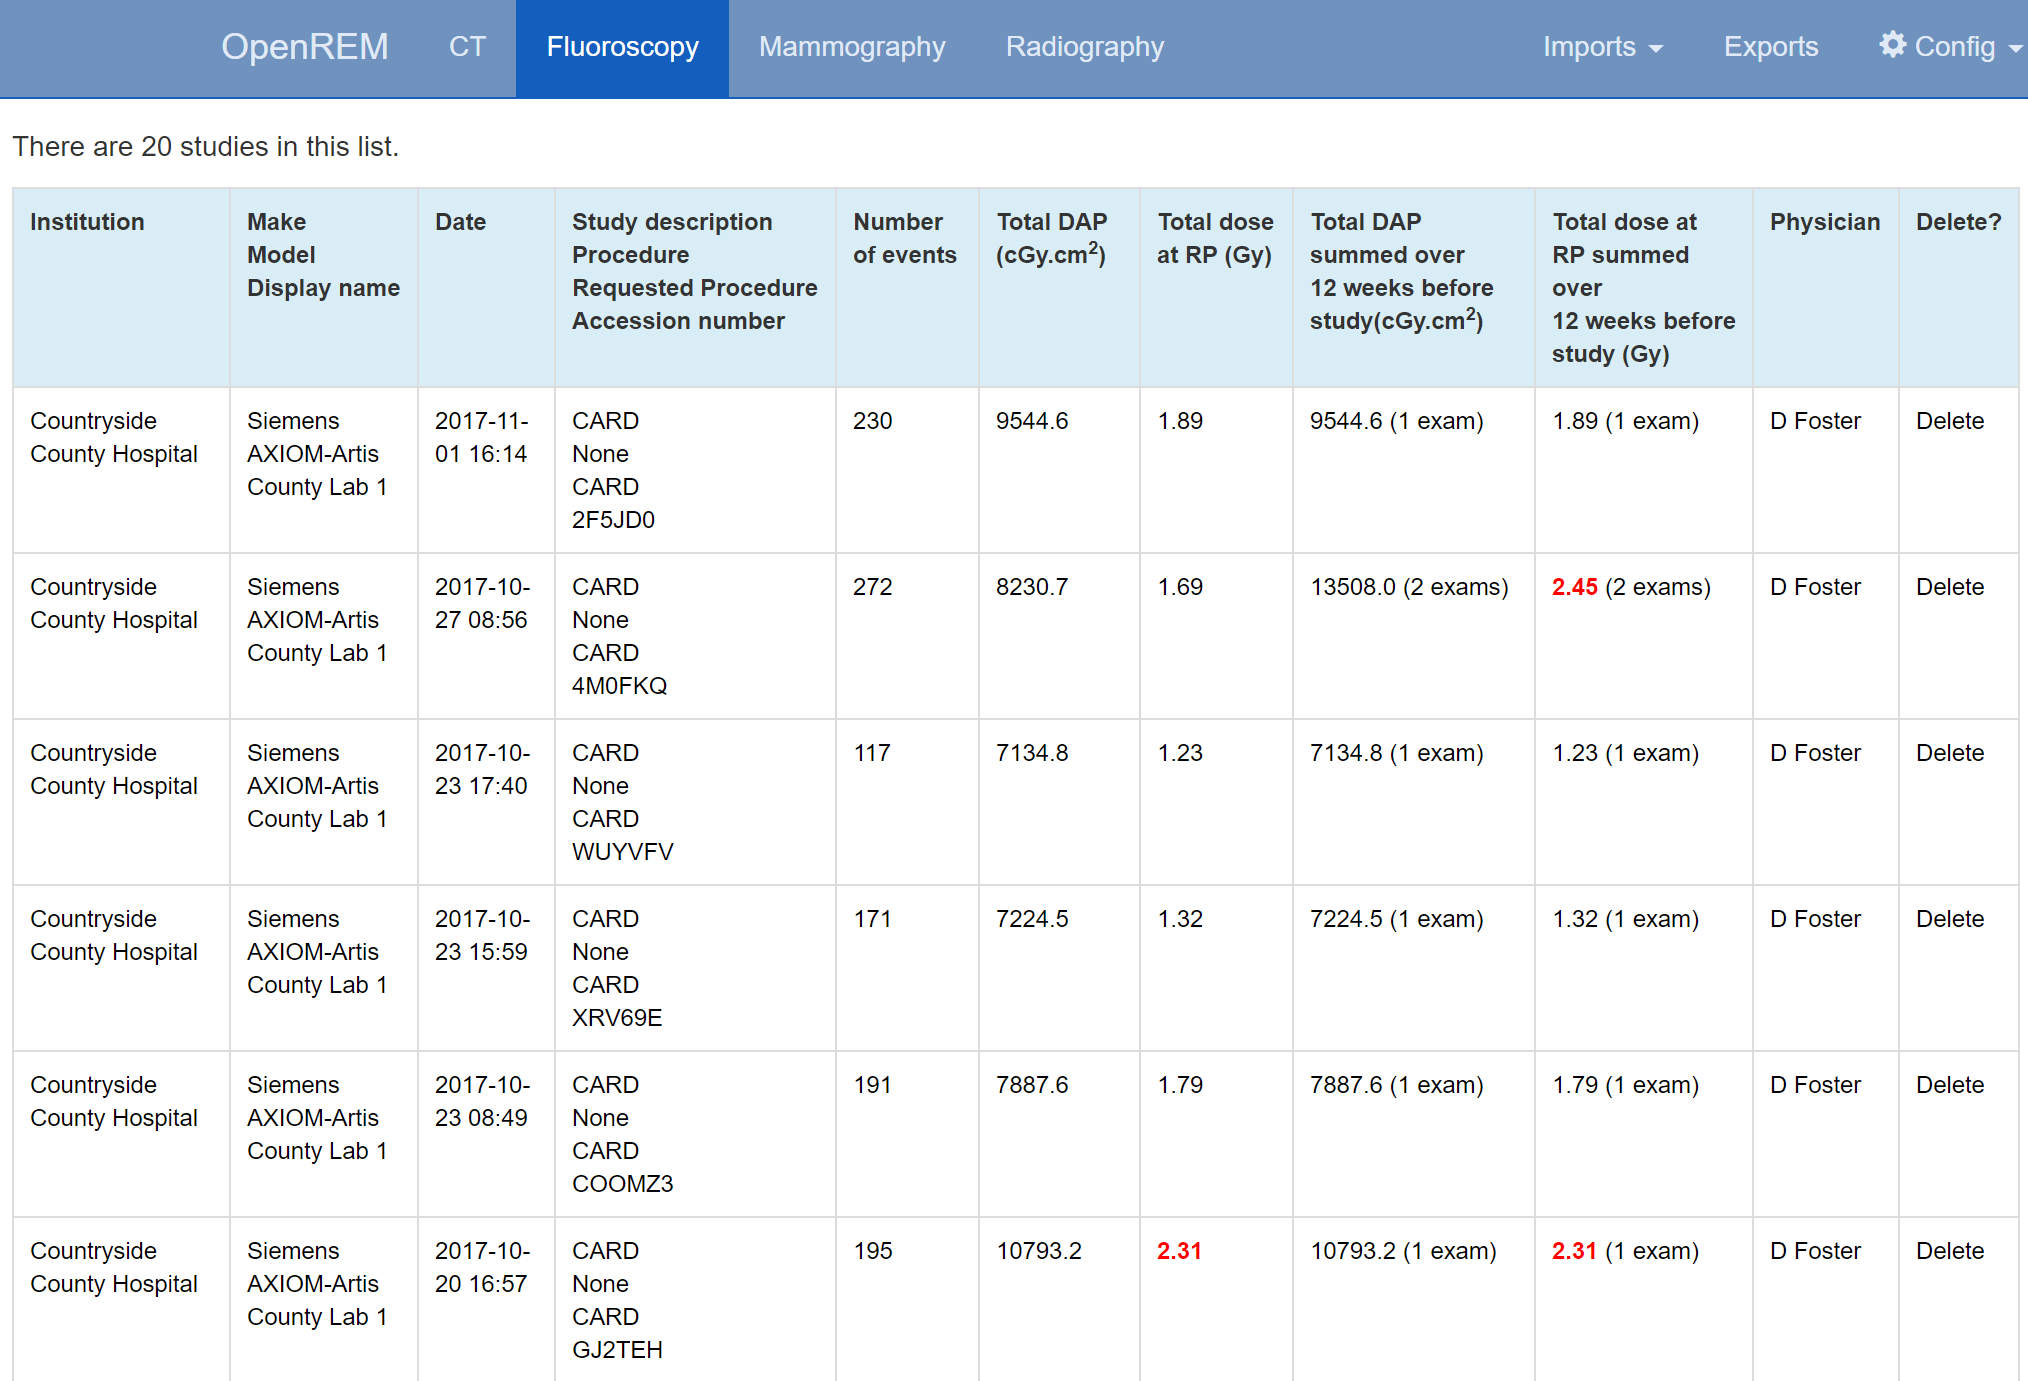 OpenREM CT Fluoroscopy Mammography Radiography Imports Exports Config
There are 20 studies in this list.
Institution
Make
Model
Display name
Date
Study description
Procedure
Requested Procedure
Accession number
Number
of events
Total DAP
(cGy.cm²)
Total dose
at RP (Gy)
Total DAP
summed over
12 weeks before
study(cGy.cm²)
Total dose at
RP summed
over
12 weeks before
study (Gy)
Physician
Delete?
Countryside
County Hospital
Siemens
AXIOM-Artis
County Lab 1
2017-11-
01 16:14
CARD
None
CARD
2F5JD0
230
9544.6
1.89
9544.6 (1 exam)
1.89 (1 exam)
D Foster
Delete
Countryside
County Hospital
Siemens
AXIOM-Artis
County Lab 1
2017-10-
27 08:56
CARD
None
CARD
4M0FKQ
272
8230.7
1.69
13508.0 (2 exams)
2.45 (2 exams)
D Foster
Delete
Countryside
County Hospital
Siemens
AXIOM-Artis
County Lab 1
2017-10-
23 17:40
CARD
None
CARD
WUYVFV
117
7134.8
1.23
7134.8 (1 exam)
1.23 (1 exam)
D Foster
Delete
Countryside
County Hospital
Siemens
AXIOM-Artis
County Lab 1
2017-10-
23 15:59
CARD
None
CARD
XRV69E
171
7224.5
1.32
7224.5 (1 exam)
1.32 (1 exam)
D Foster
Delete
Countryside
County Hospital
Siemens
AXIOM-Artis
County Lab 1
2017-10-
23 08:49
CARD
None
CARD
COOMZ3
191
7887.6
1.79
7887.6 (1 exam)
1.79 (1 exam)
D Foster
Delete
Countryside
County Hospital
Siemens
AXIOM-Artis
County Lab 1
2017-10-
20 16:57
CARD
None
CARD
GJ2TEH
195
10793.2
2.31
10793.2 (1 exam)
2.31 (1 exam)
D Foster
Delete